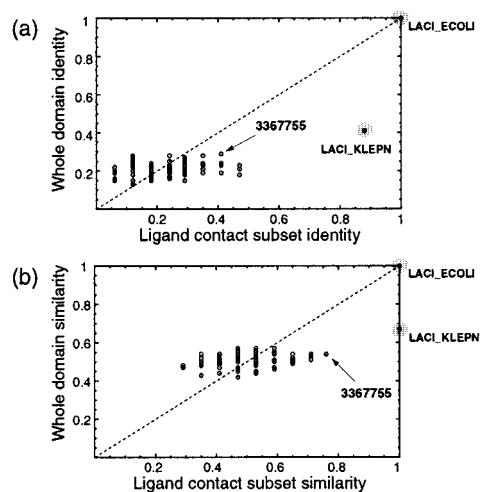 (a)
Whole domain identity
1
0.8
0.6
0.4
0.2
LACI_ECOLI
3367755
LACI_KLEPN
0.2
0.4
0.6
0.8
1
Ligand contact subset identity
(b)
Whole domain similarity
1
0.8
0.6
0.4
0.2
0
LACI_ECOLI
LACI_KLEPN
3367755
0
0.2
0.4
0.6
0.8
1
Ligand contact subset similarity